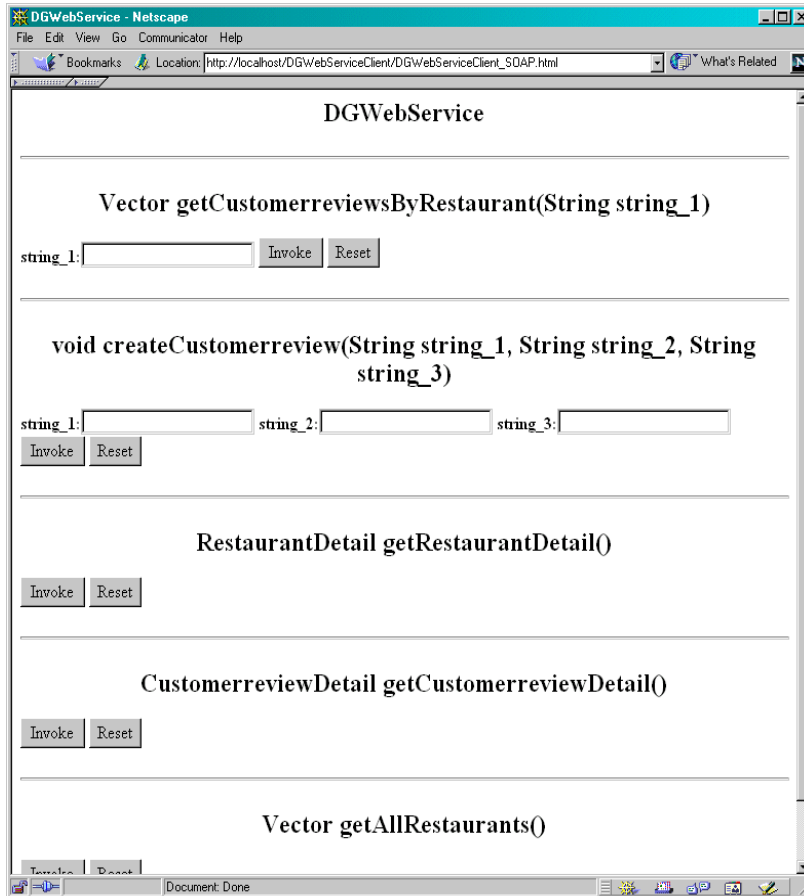 DGWebService - Netscape
File Edit View Go Communicator Help
Bookmarks Location: http://localhost/DGWebServiceClient/DGWebServiceClient_SOAP.html What's Related N
DGWebService
Vector getCustomerreviewsByRestaurant(String string_1)
string_1: Invoke Reset
void createCustomerreview(String string_1, String string_2, String
string_3)
string_1: string_2: string_3:
Invoke Reset
RestaurantDetail getRestaurantDetail()
Invoke Reset
CustomerreviewDetail getCustomerreviewDetail()
Invoke Reset
Vector getAllRestaurants()
Invoke Reset
Document: Done